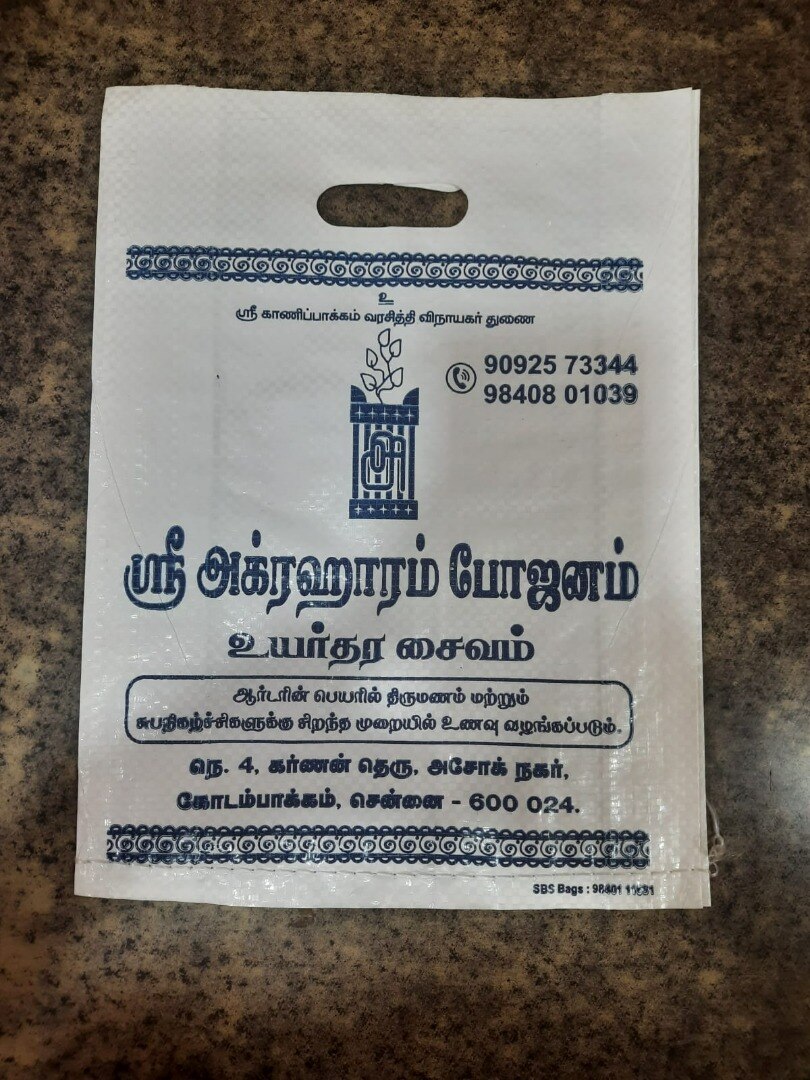 உ
ஸ்ரீ காணிப்பாக்கம் வரசித்தி விநாயகர் துணை
90925 73344
98408 01039
அ
ஸ்ரீ அக்ரஹாரம் போஜனம்
உயர்தர சைவம்
ஆர்டரின் பெயரில் திருமணம் மற்றும்
சுபநிகழ்ச்சிகளுக்கு சிறந்த முறையில் உணவு வழங்கப்படும்.
நெ. 4, கர்ணன் தெரு, அசோக் நகர்,
கோடம்பாக்கம், சென்னை - 600 024.
SBS Bags : 98401